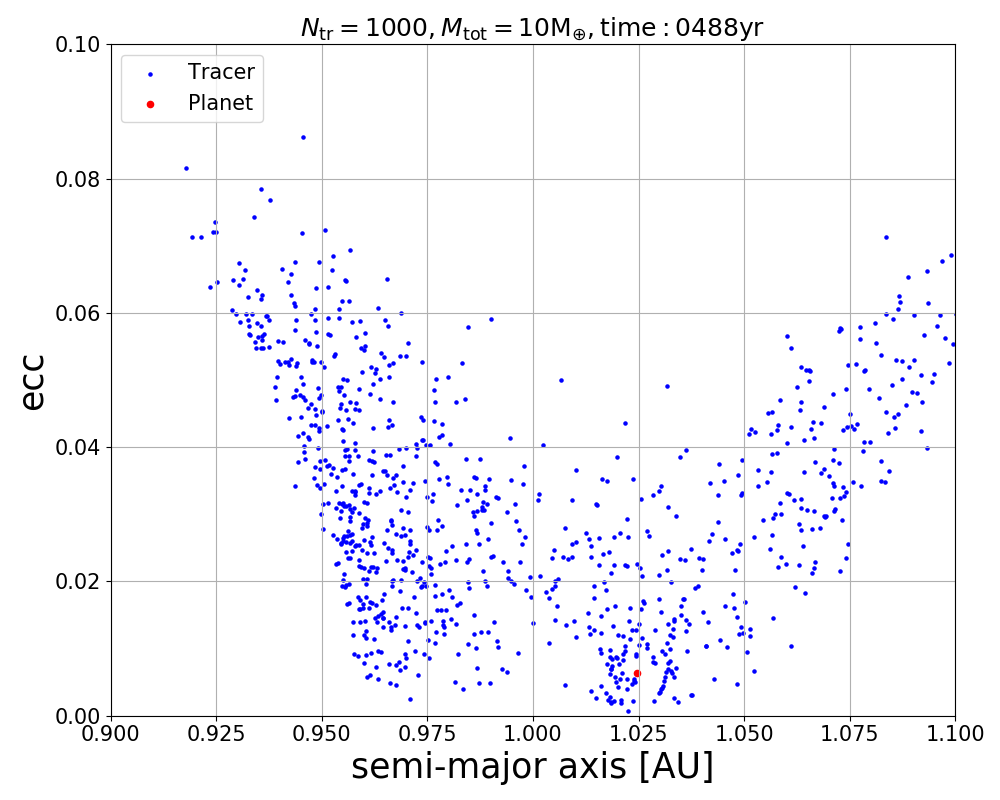 N_tr = 1000, M_tot = 10M_⊕, time : 0488yr
Tracer
Planet
ecc
0.10
0.08
0.06
0.04
0.02
0.00
0.900 0.925 0.950 0.975 1.000 1.025 1.050 1.075 1.100
semi-major axis [AU]